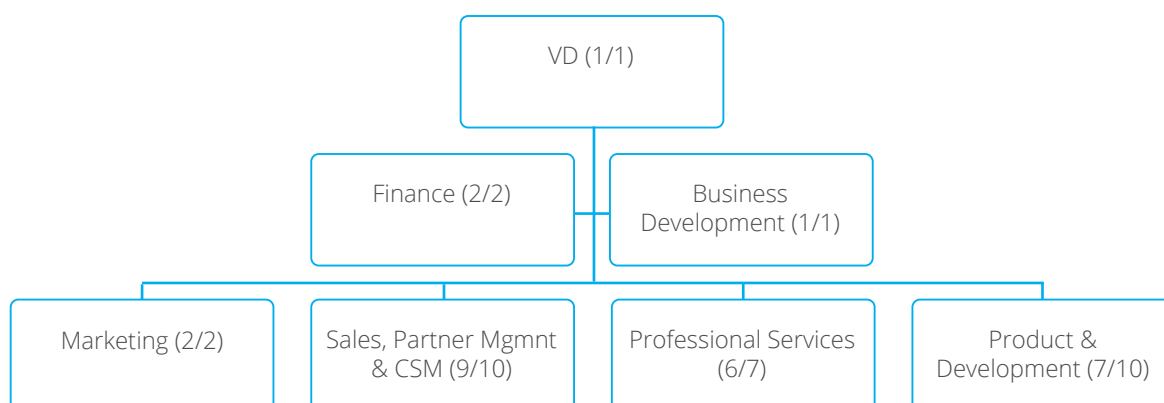 VD (1/1)
Finance (2/2)
Business
Development (1/1)
Marketing (2/2)
Sales, Partner Mgmnt
& CSM (9/10)
Professional Services
(6/7)
Product &
Development (7/10)